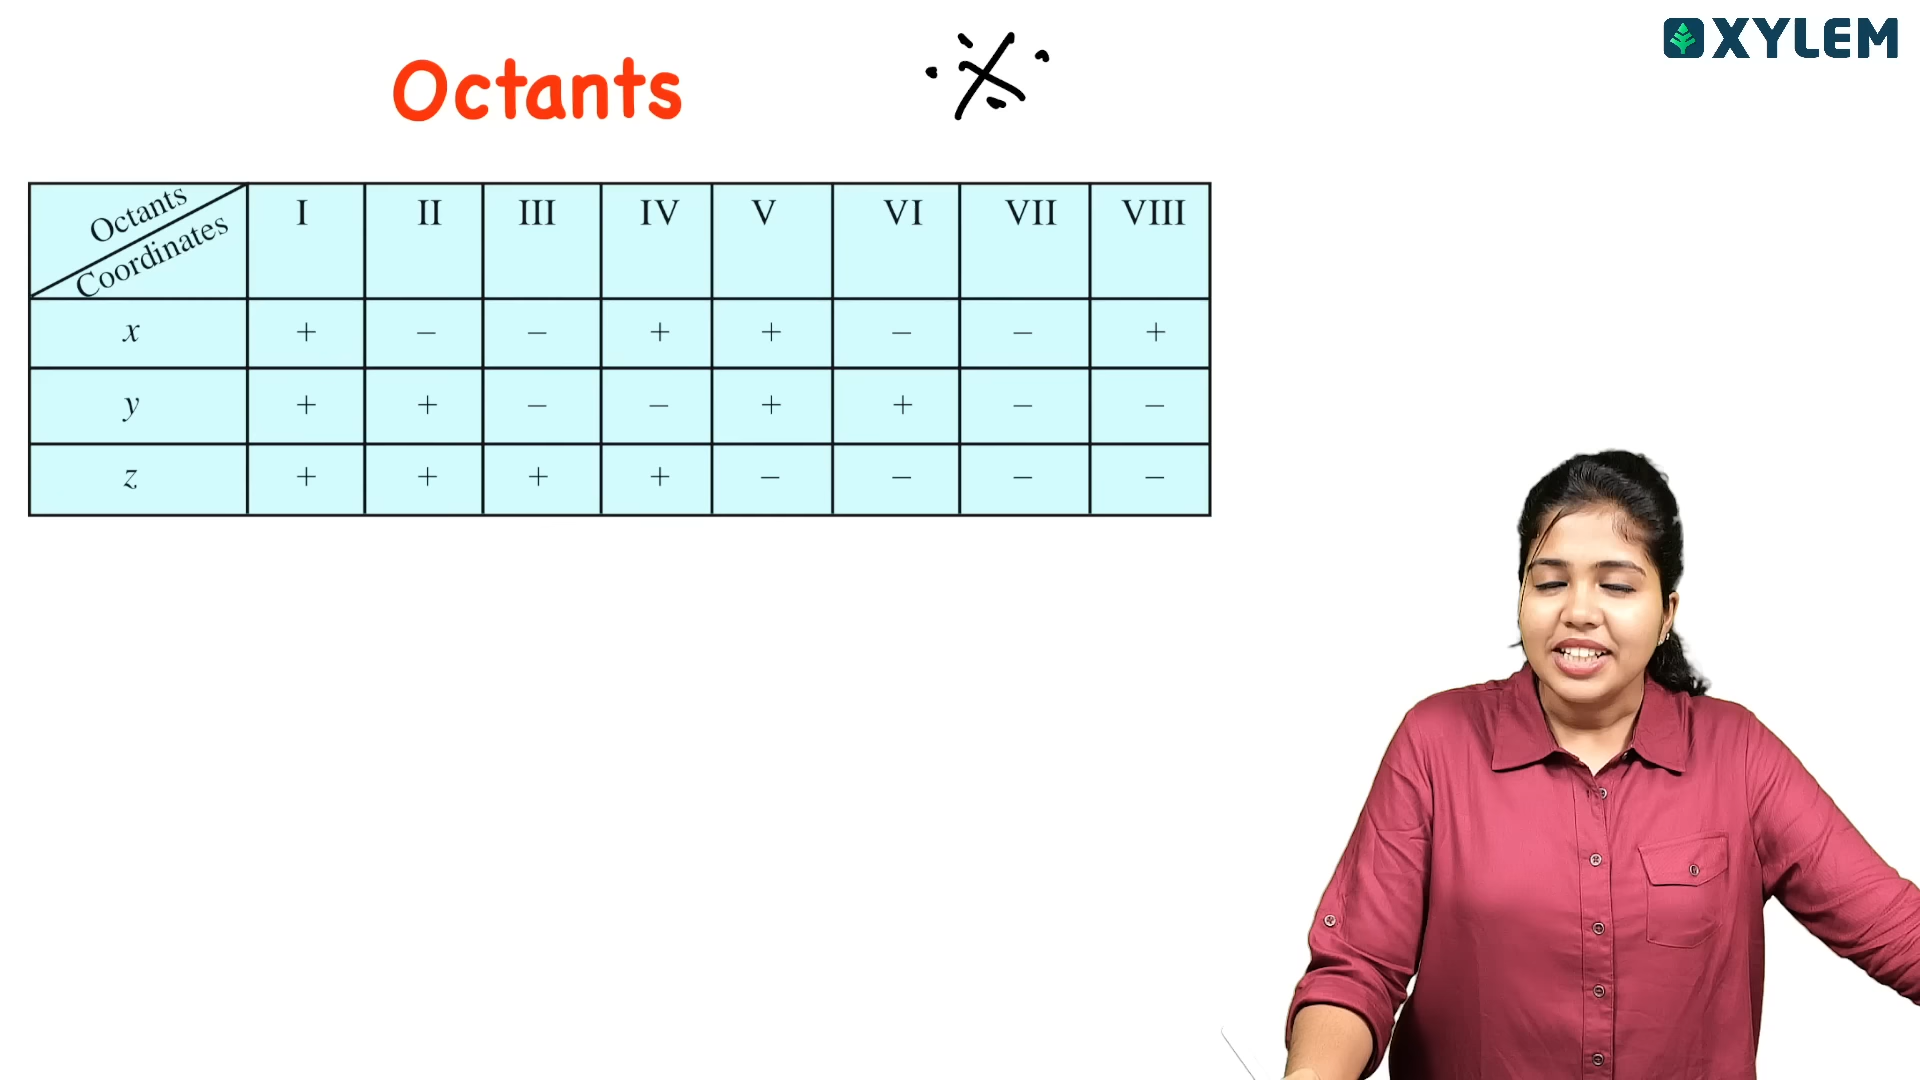 XYLEM
Octants
Octants
Coordinates
I II III IV V VI VII VIII
x + – – + + – – +
y + + – – + + – –
z + + + + – – – –